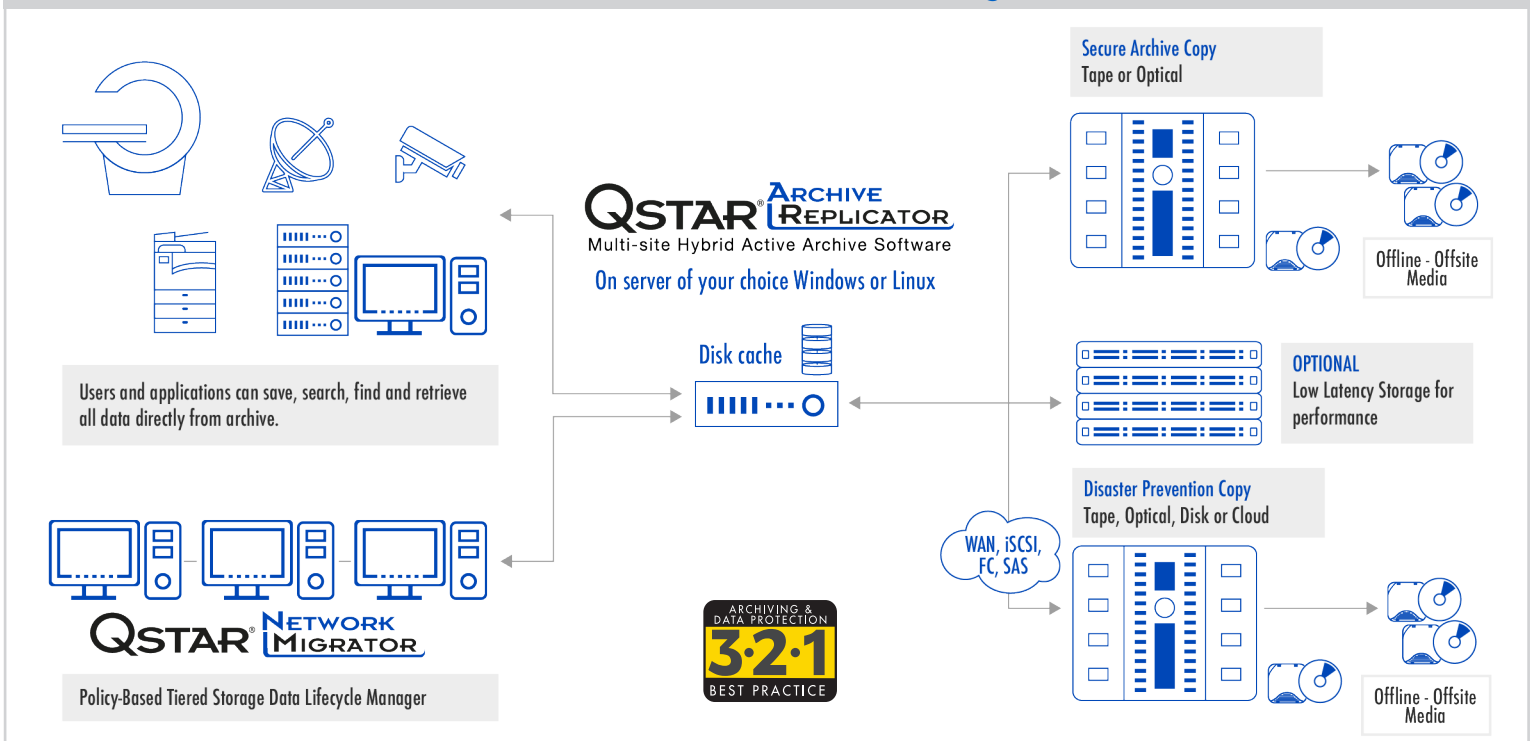 Secure Archive Copy
Tape or Optical
QSTAR® ARCHIVE REPLICATOR
Multi-site Hybrid Active Archive Software
On server of your choice Windows or Linux
Offline - Offsite
Media
Disk cache
OPTIONAL
Low Latency Storage for
performance
Users and applications can save, search, find and retrieve
all data directly from archive.
Disaster Prevention Copy
Tape, Optical, Disk or Cloud
WAN, iSCSI,
FC, SAS
QSTAR® NETWORK MIGRATOR
Policy-Based Tiered Storage Data Lifecycle Manager
ARCHIVING &
DATA PROTECTION
3·2·1
BEST PRACTICE
Offline - Offsite
Media